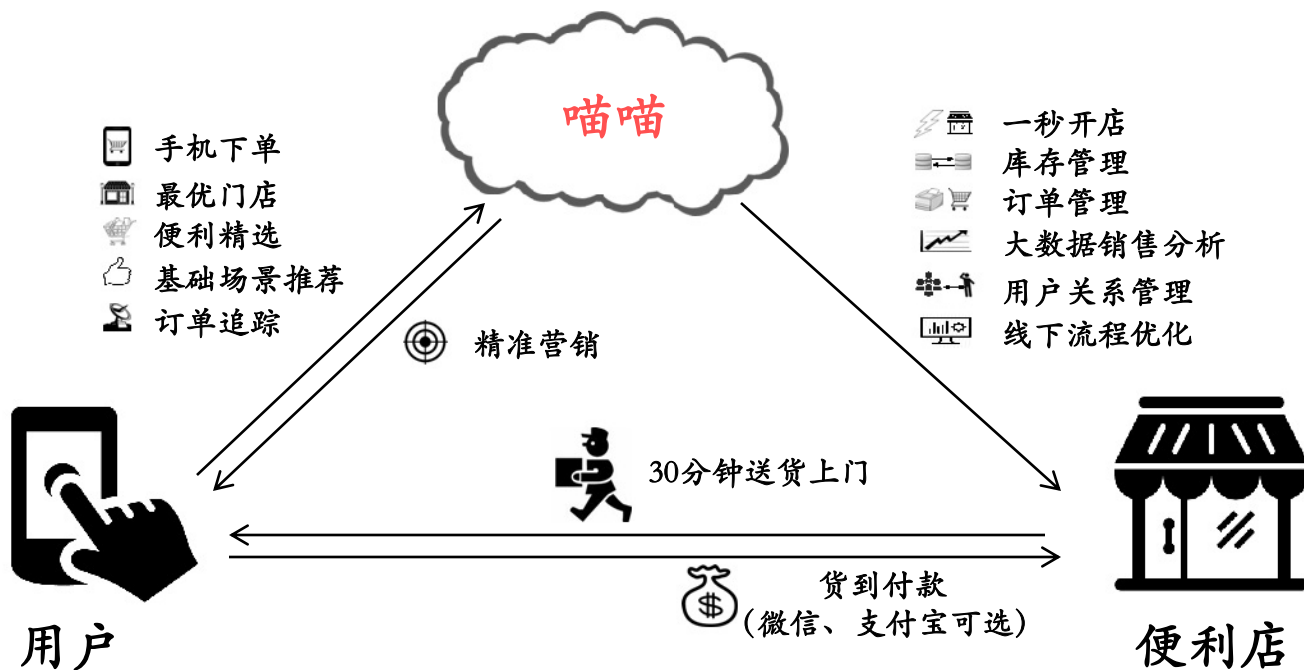 喵喵
手机下单
最优门店
便利精选
基础场景推荐
订单追踪
一秒开店
库存管理
订单管理
大数据销售分析
用户关系管理
线下流程优化
精准营销
30分钟送货上门
货到付款
(微信、支付宝可选)
用户
便利店